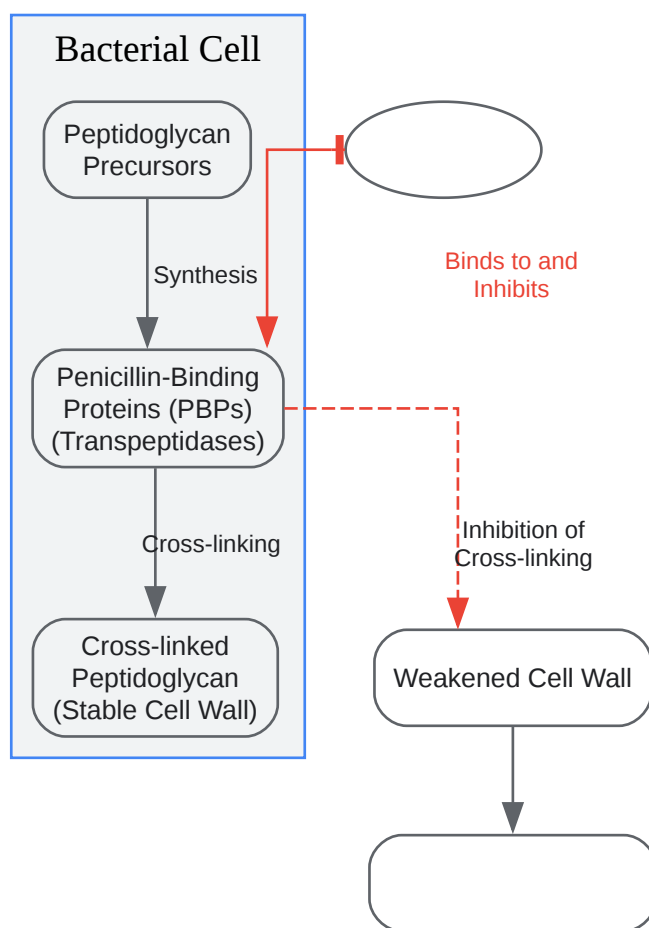 Bacterial Cell
Peptidoglycan
Precursors
Synthesis
Binds to and
Inhibits
Penicillin-Binding
Proteins (PBPs)
(Transpeptidases)
Cross-linking
Inhibition of
Cross-linking
Cross-linked
Peptidoglycan
(Stable Cell Wall)
Weakened Cell Wall